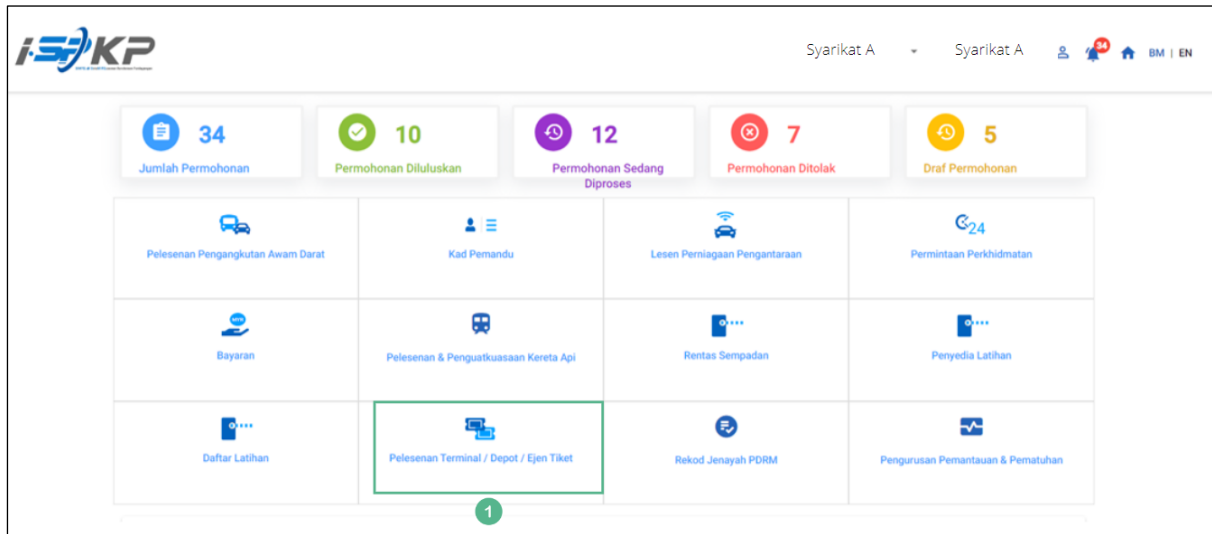 i-SPKP
Syarikat A
Syarikat A
34
BM | EN
34
Jumlah Permohonan
10
Permohonan Diluluskan
12
Permohonan Sedang
Diproses
7
Permohonan Ditolak
5
Draf Permohonan
Pelesenan Pengangkutan Awam Darat
Kad Pemandu
Lesen Perniagaan Pengantaraan
24
Permintaan Perkhidmatan
Bayaran
Pelesenan & Penguatkuasaan Kereta Api
Rentas Sempadan
Penyedia Latihan
Daftar Latihan
Pelesenan Terminal / Depot / Ejen Tiket
Rekod Jenayah PDRM
Pengurusan Pemantauan & Pematuhan
1